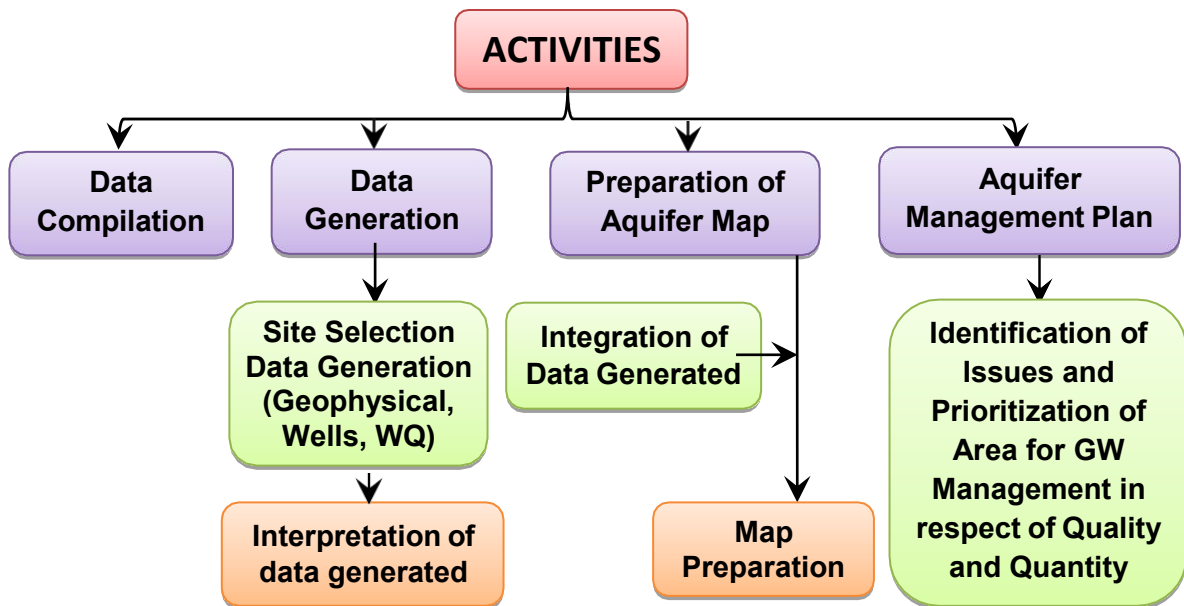 ACTIVITIES
Data
Compilation
Data
Generation
Preparation of
Aquifer Map
Aquifer
Management Plan
Site Selection
Data Generation
(Geophysical,
Wells, WQ)
Integration of
Data Generated
Identification of
Issues and
Prioritization of
Area for GW
Management in
respect of Quality
and Quantity
Interpretation of
data generated
Map
Preparation